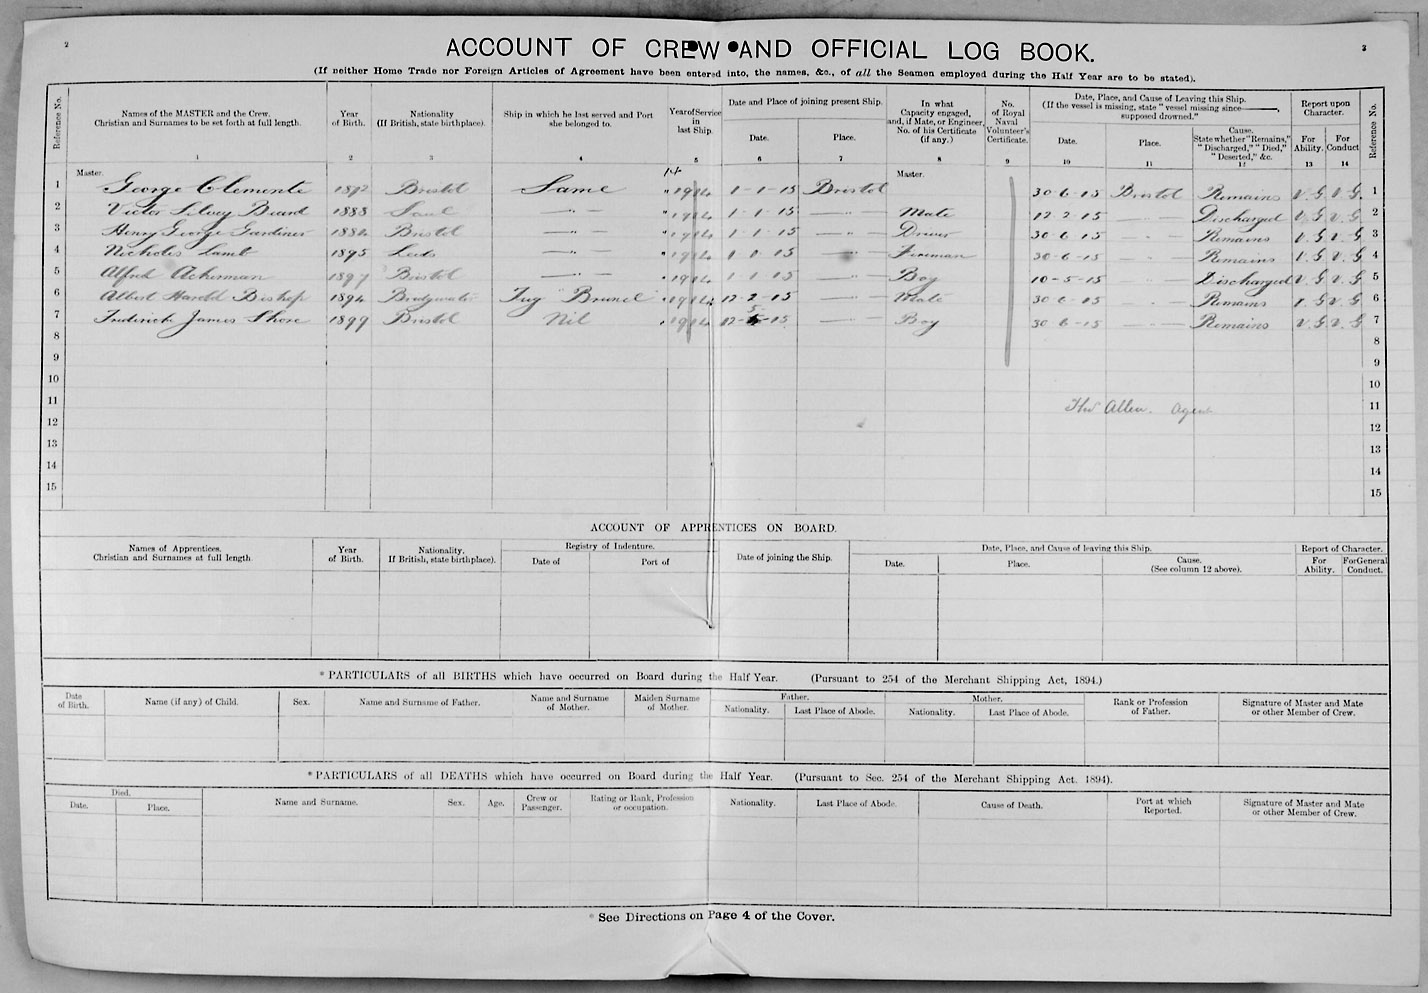 2
3
ACCOUNT OF CREW AND OFFICIAL LOG BOOK.
(If neither Home Trade nor Foreign Articles of Agreement have been entered into, the names, &c., of all the Seamen employed during the Half Year are to be stated).
Reference No. Names of the MASTER and the Crew. Christian and Surnames to be set forth at full length. Year of Birth. Nationality (If British, state birthplace). Ship in which he last served and Port she belonged to. Year of Service in last Ship. Date and Place of joining present Ship. Date. Place. In what Capacity engaged, and, if Mate, or Engineer, No. of his Certificate (if any.) No. of Royal Naval Volunteer's Certificate. Date, Place, and Cause of Leaving this Ship. (If the vessel is missing, state "vessel missing since———, supposed drowned." Date. Place. Cause. State whether "Remains," "Discharged," "Died," "Deserted," &c. Report upon Character. For Ability. For Conduct Reference No.
1 2 3 4 5 6 7 8 9 10 11 12 13 14
Master. Master.
1 George Clements Bristol Same " 1914 1-1-15 Bristol 30-6-15 Bristol Remains V.G V.G. 1
2 Victor Silvey Beard 1888 Saul —"— " 1914 1-1-15 —"— Mate 12-2-15 —"— Discharged V.G V.G 2
3 Henry George Gardiner 1884 Bristol —"— " 1914 1-1-15 —"— Driver 30-6-15 —"— Remains V.G V.G 3
4 Nicholas Lamb 1895 Leeds —"— " 1914 1-1-15 —"— Fireman 30-6-15 —"— Remains V.G V.G 4
5 Alfred Ackerman 1897 Bristol —"— " 1914 1-1-15 —"— Boy 10-5-15 —"— Discharged V.G V.G 5
6 Albert Harold Bishop 1894 Bridgwater Tug "Brunel" " 1914 12-2-15 —"— Mate 30-6-15 —"— Remains V.G V.G 6
7 Frederick James Shore 1899 Bristol Nil " 1914 12-5-15 —"— Boy 30-6-15 —"— Remains V.G V.G 7
8 8
9 9
10 10
11 Allen. Agent 11
12 12
13 13
14 14
15 15
ACCOUNT OF APPRENTICES ON BOARD.
Names of Apprentices. Christian and Surnames at full length. Year of Birth. Nationality. If British, state birthplace). Registry of Indenture. Date of Port of Date of joining the Ship. Date, Place, and Cause of leaving this Ship. Date. Place. Cause. (See column 12 above). Report of Character. For Ability. For General Conduct.
* PARTICULARS of all BIRTHS which have occurred on Board during the Half Year. (Pursuant to 254 of the Merchant Shipping Act, 1894.)
Date of Birth. Name (if any) of Child. Sex. Name and Surname of Father. Name and Surname of Mother. Maiden Surname of Mother. Father. Nationality. Last Place of Abode. Mother. Nationality. Last Place of Abode. Rank or Profession of Father. Signature of Master and Mate or other Member of Crew.
* PARTICULARS of all DEATHS which have occurred on Board during the Half Year. (Pursuant to Sec. 254 of the Merchant Shipping Act. 1894).
Died. Date. Place. Name and Surname. Sex. Age. Crew or Passenger. Rating or Rank, Profession or occupation. Nationality. Last Place of Abode. Cause of Death. Port at which Reported. Signature of Master and Mate or other Member of Crew.
* See Directions on Page 4 of the Cover.